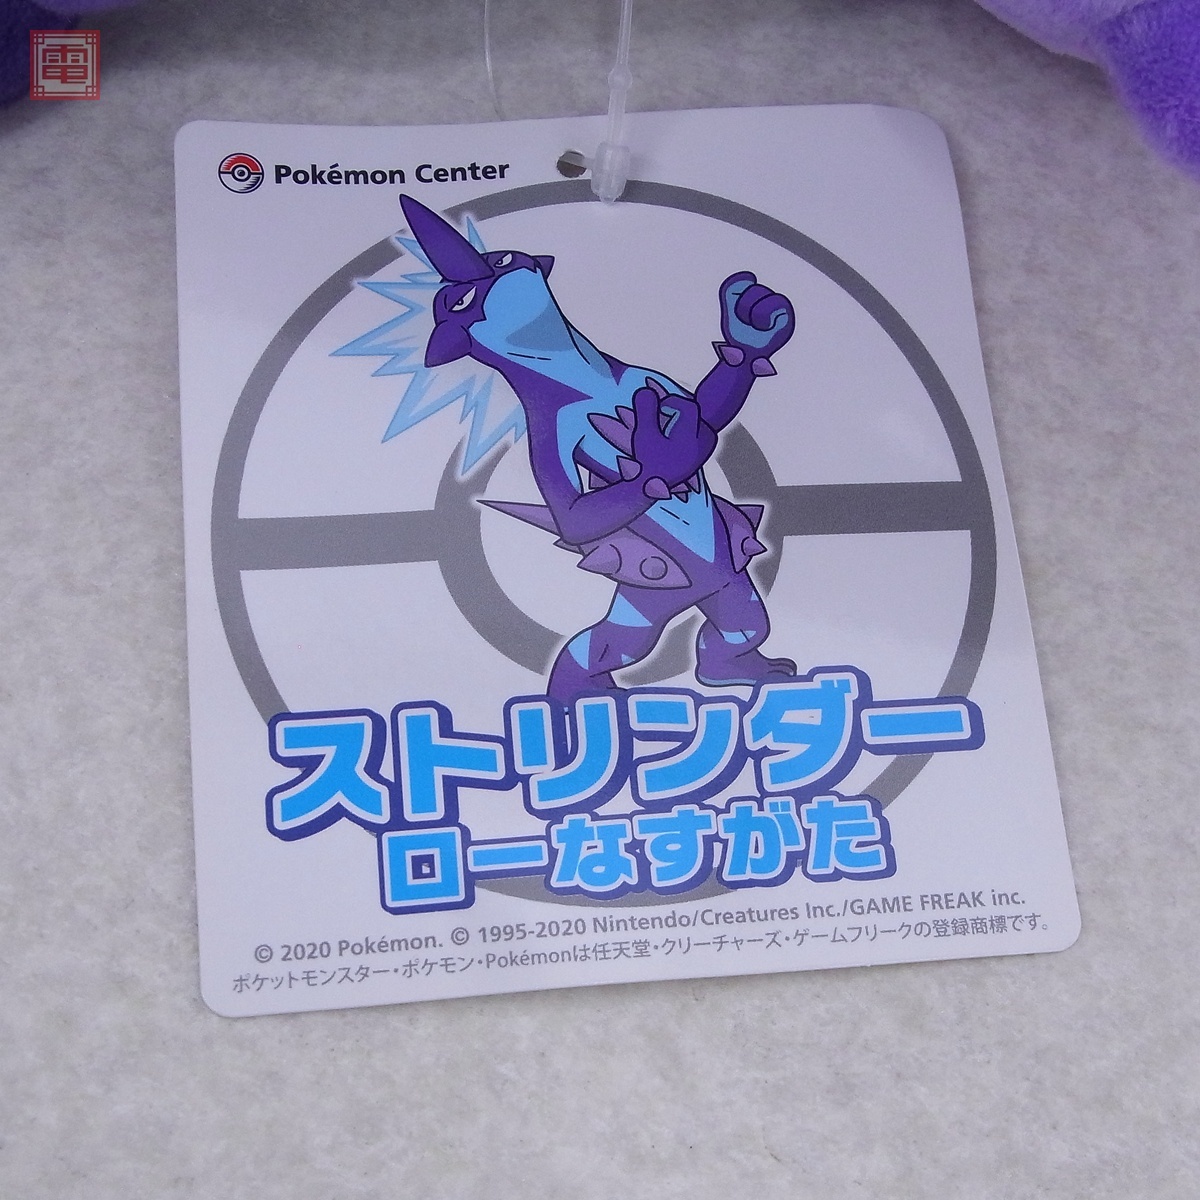 電
Pokémon Center
ストリンダー
ローなすがた
© 2020 Pokémon. © 1995-2020 Nintendo/Creatures Inc./GAME FREAK inc.
ポケットモンスター・ポケモン・Pokémonは任天堂・クリーチャーズ・ゲームフリークの登録商標です。